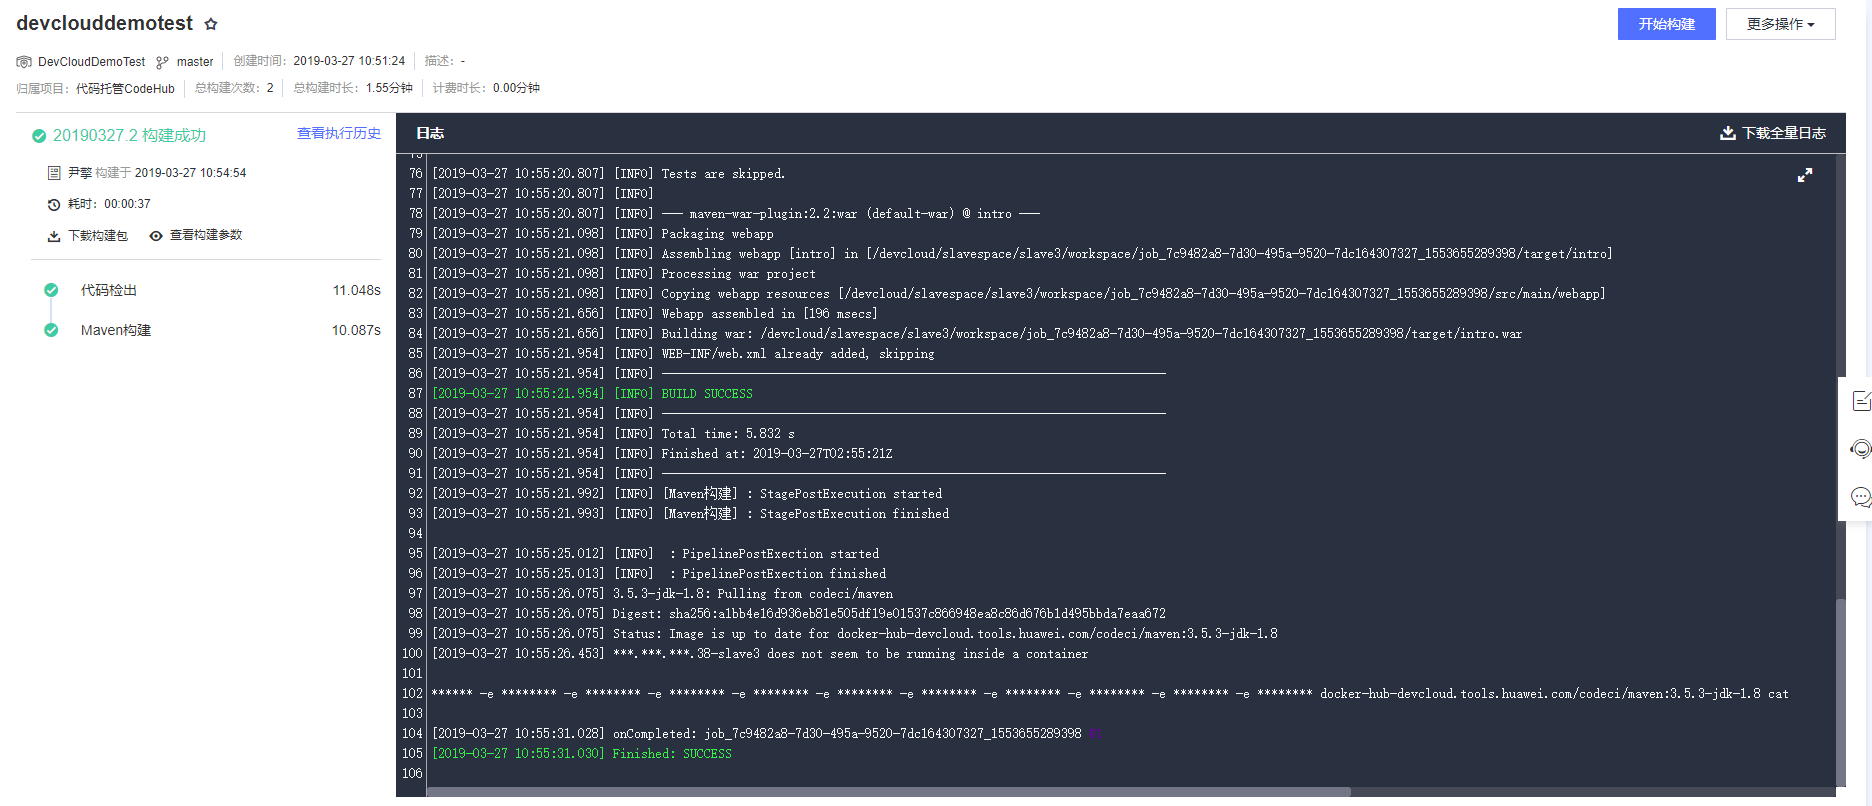 devclouddemotest
开始构建 更多操作
DevCloudDemoTest master 创建时间: 2019-03-27 10:51:24 描述: -
归属项目: 代码托管CodeHub 总构建次数: 2 总构建时长: 1.55分钟 计费时长: 0.00分钟
20190327.2 构建成功 查看执行历史
尹擎 构建于 2019-03-27 10:54:54
耗时: 00:00:37
下载构建包 查看构建参数
代码检出 11.048s
Maven构建 10.087s
日志 下载全量日志
75
76 [2019-03-27 10:55:20.807] [INFO] Tests are skipped.
77 [2019-03-27 10:55:20.807] [INFO]
78 [2019-03-27 10:55:20.807] [INFO] --- maven-war-plugin:2.2:war (default-war) @ intro ---
79 [2019-03-27 10:55:21.098] [INFO] Packaging webapp
80 [2019-03-27 10:55:21.098] [INFO] Assembling webapp [intro] in [/devcloud/slavespace/slave3/workspace/job_7c9482a8-7d30-495a-9520-7dc164307327_1553655289398/target/intro]
81 [2019-03-27 10:55:21.098] [INFO] Processing war project
82 [2019-03-27 10:55:21.098] [INFO] Copying webapp resources [/devcloud/slavespace/slave3/workspace/job_7c9482a8-7d30-495a-9520-7dc164307327_1553655289398/src/main/webapp]
83 [2019-03-27 10:55:21.656] [INFO] Webapp assembled in [196 msecs]
84 [2019-03-27 10:55:21.656] [INFO] Building war: /devcloud/slavespace/slave3/workspace/job_7c9482a8-7d30-495a-9520-7dc164307327_1553655289398/target/intro.war
85 [2019-03-27 10:55:21.954] [INFO] WEB-INF/web.xml already added, skipping
86 [2019-03-27 10:55:21.954] [INFO] ------------------------------------------------------------------------
87 [2019-03-27 10:55:21.954] [INFO] BUILD SUCCESS
88 [2019-03-27 10:55:21.954] [INFO] ------------------------------------------------------------------------
89 [2019-03-27 10:55:21.954] [INFO] Total time: 5.832 s
90 [2019-03-27 10:55:21.954] [INFO] Finished at: 2019-03-27T02:55:21Z
91 [2019-03-27 10:55:21.954] [INFO] ------------------------------------------------------------------------
92 [2019-03-27 10:55:21.992] [INFO] [Maven构建] : StagePostExecution started
93 [2019-03-27 10:55:21.993] [INFO] [Maven构建] : StagePostExecution finished
94
95 [2019-03-27 10:55:25.012] [INFO]  : PipelinePostExection started
96 [2019-03-27 10:55:25.013] [INFO]  : PipelinePostExection finished
97 [2019-03-27 10:55:26.075] 3.5.3-jdk-1.8: Pulling from codeci/maven
98 [2019-03-27 10:55:26.075] Digest: sha256:a1bb4e16d936eb81e505df19e01537c866948ea8c86d676b1d495bbda7eaa672
99 [2019-03-27 10:55:26.075] Status: Image is up to date for docker-hub-devcloud.tools.huawei.com/codeci/maven:3.5.3-jdk-1.8
100 [2019-03-27 10:55:26.453] ***.***.***.38-slave3 does not seem to be running inside a container
101
102 ****** -e ******** -e ******** -e ******** -e ******** -e ******** -e ******** -e ******** -e ******** -e ******** -e ******** docker-hub-devcloud.tools.huawei.com/codeci/maven:3.5.3-jdk-1.8 cat
103
104 [2019-03-27 10:55:31.028] onCompleted: job_7c9482a8-7d30-495a-9520-7dc164307327_1553655289398 #
105 [2019-03-27 10:55:31.030] Finished: SUCCESS
106